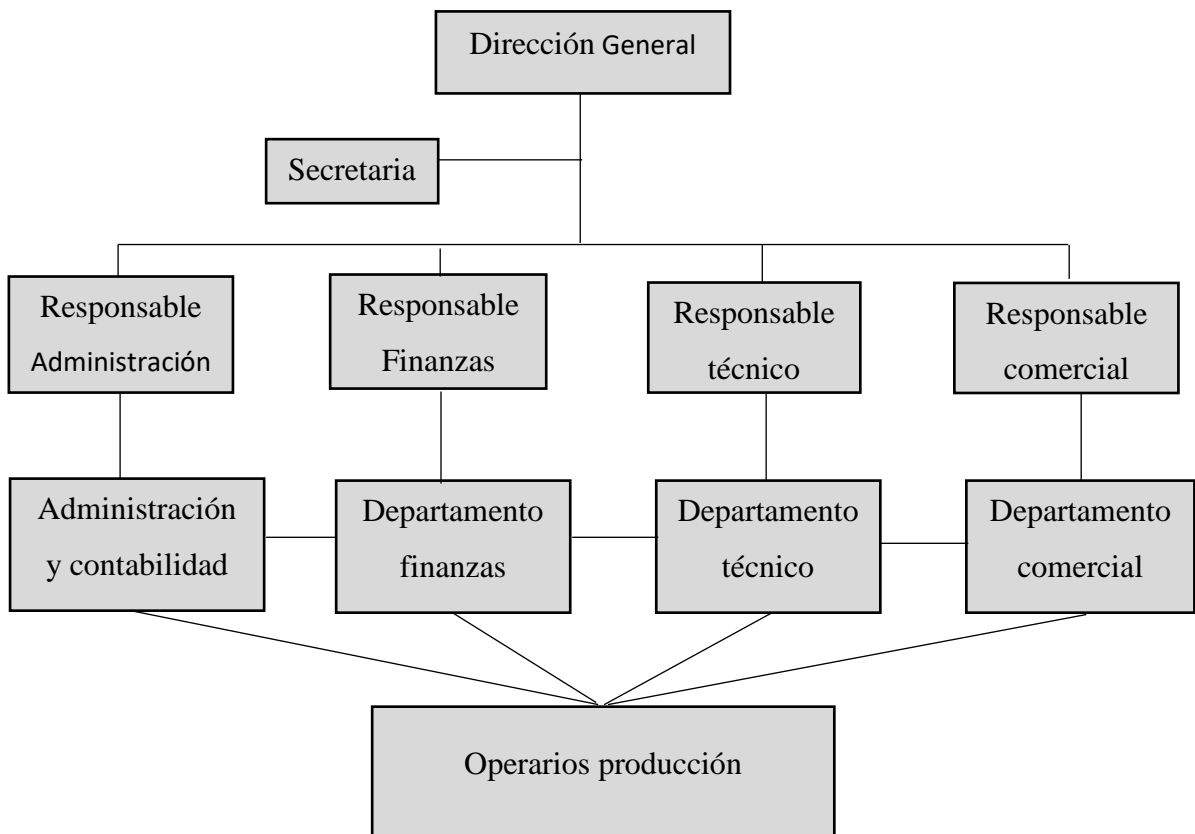 Dirección General
Secretaria
Responsable
Administración
Responsable
Finanzas
Responsable
técnico
Responsable
comercial
Administración
y contabilidad
Departamento
finanzas
Departamento
técnico
Departamento
comercial
Operarios producción